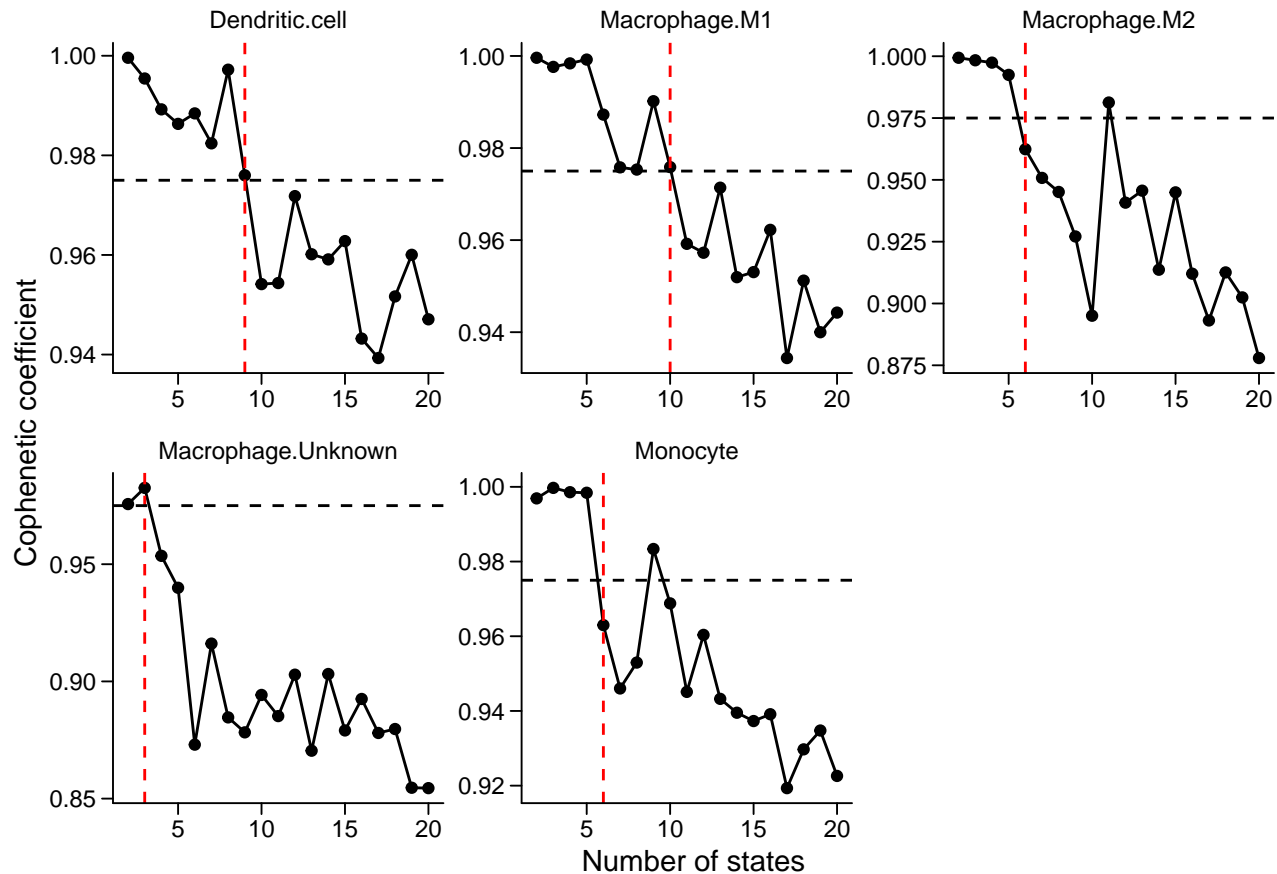 Dendritic.cell
Macrophage.M1
Macrophage.M2
1.00
0.98
0.96
0.94
5 10 15 20
1.00
0.98
0.96
0.94
5 10 15 20
1.000
0.975
0.950
0.925
0.900
0.875
5 10 15 20
Cophenetic coefficient
Macrophage.Unknown
Monocyte
0.95
0.90
0.85
5 10 15 20
1.00
0.98
0.96
0.94
0.92
5 10 15 20
Number of states